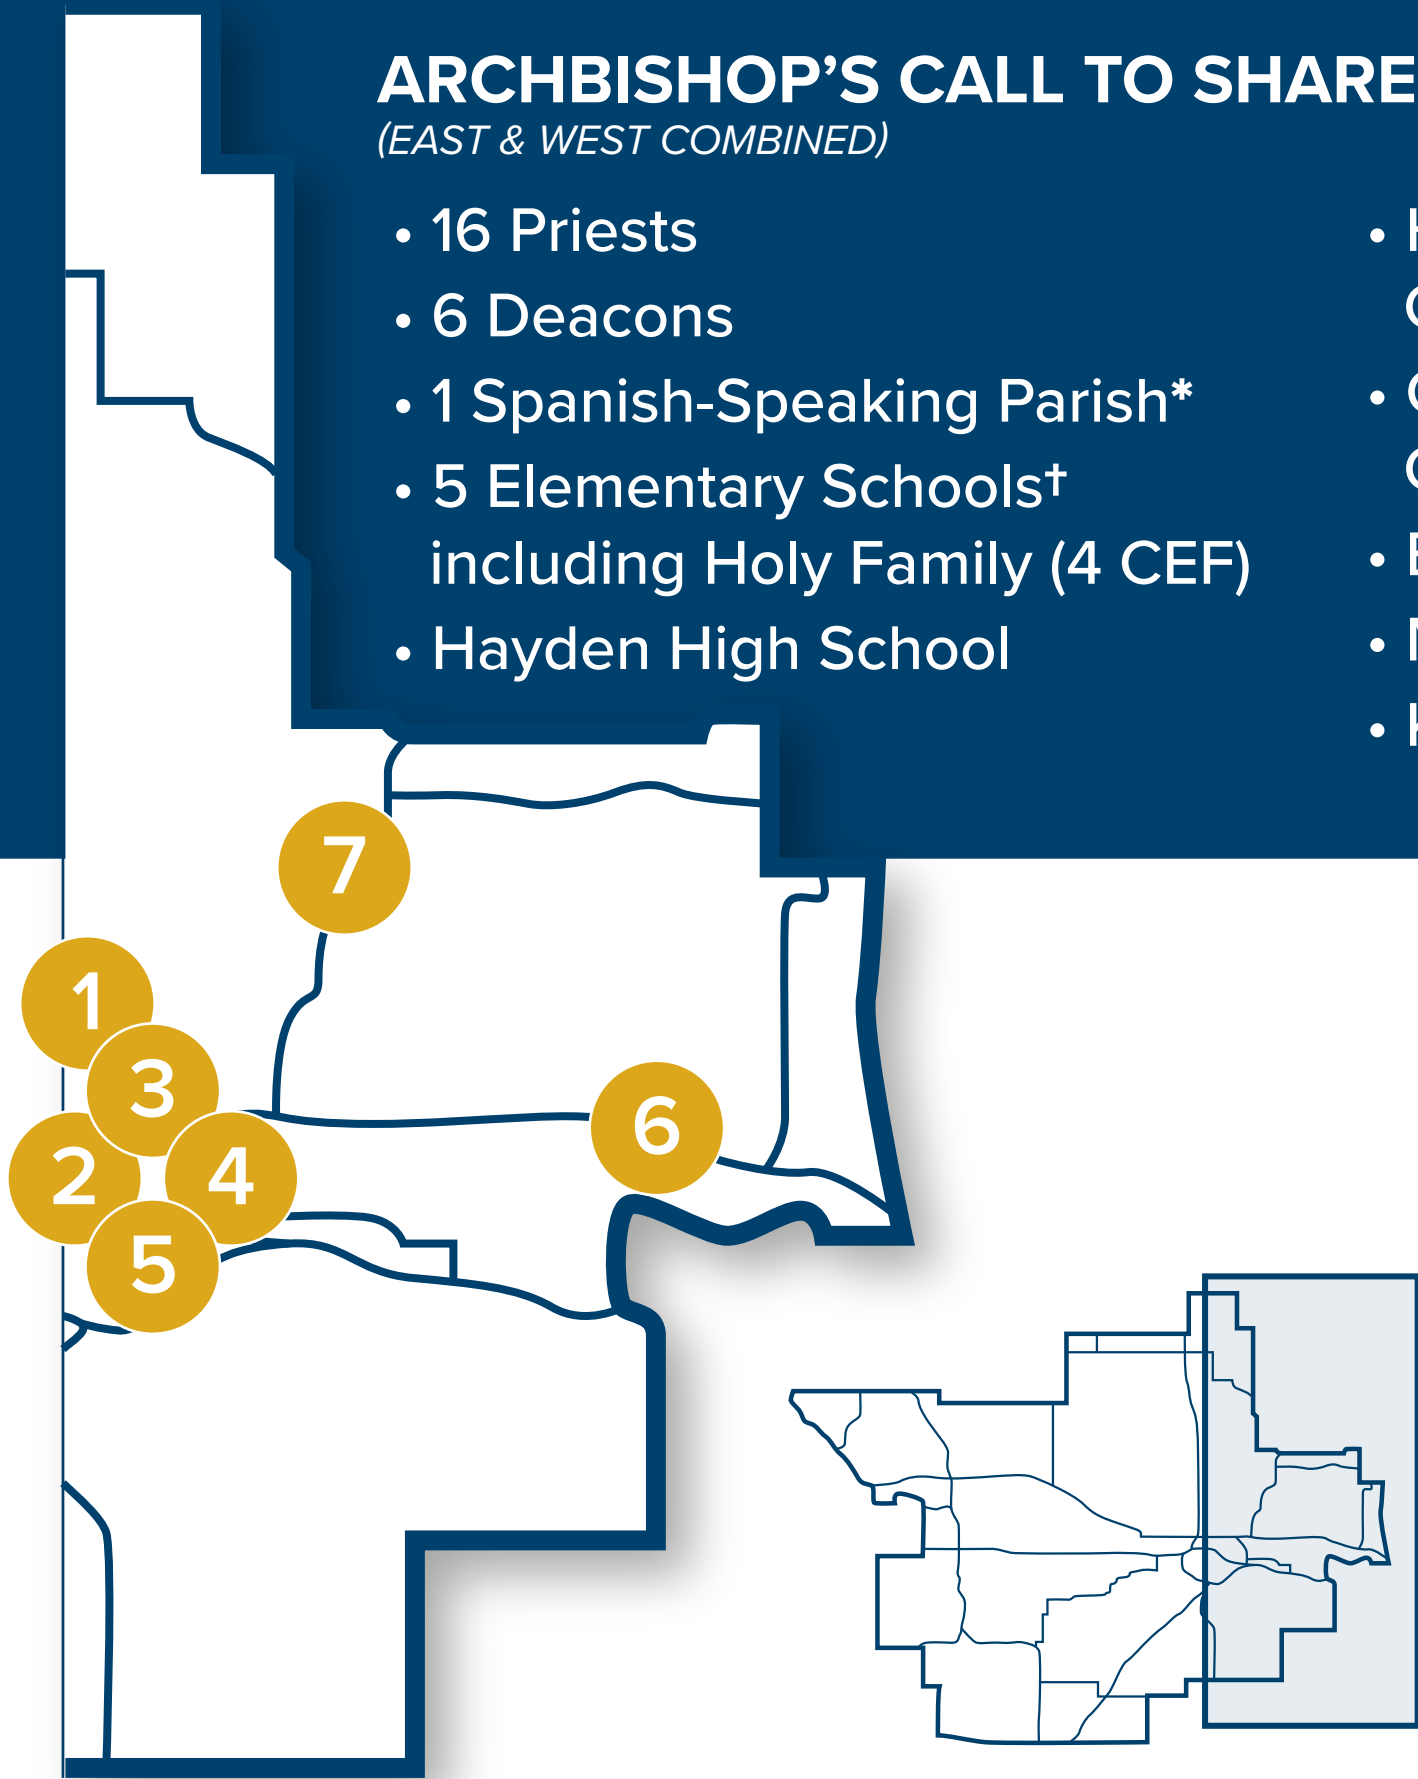 ARCHBISHOP’S CALL TO SHARE
(EAST & WEST COMBINED)
• 16 Priests
• 6 Deacons
• 1 Spanish-Speaking Parish*
• 5 Elementary Schools†
including Holy Family (4 CEF)
• Hayden High School
7
1
3
6
2
4
5